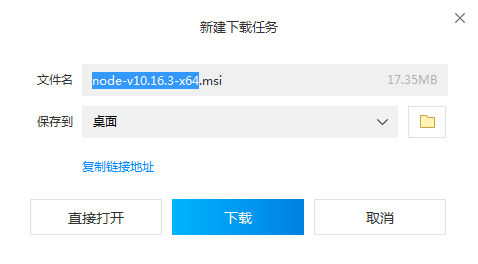 新建下载任务
文件名 node-v10.16.3-x64.msi 17.35MB
保存到 桌面
复制链接地址
直接打开 下载 取消